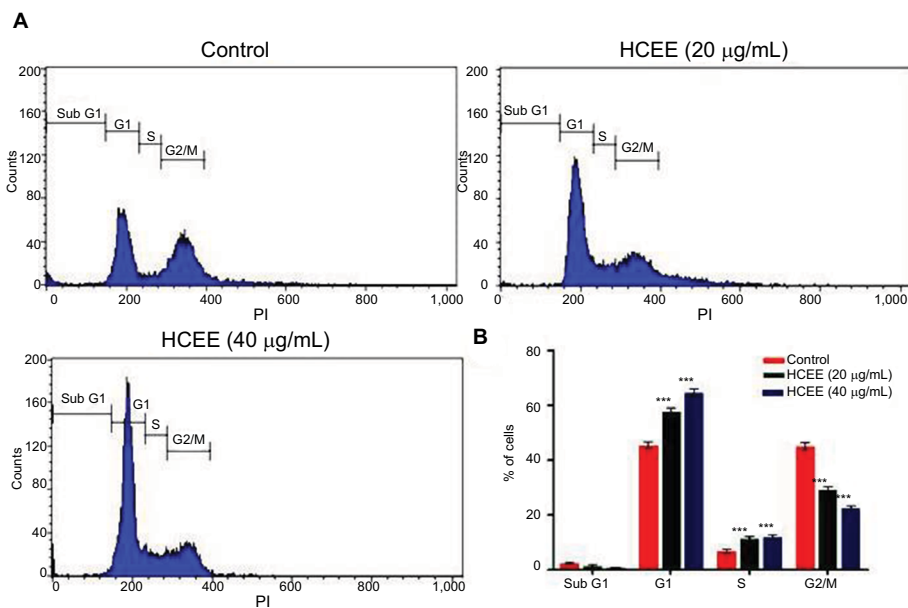 A
Control
200
160
120
80
40
0
Counts
Sub G1
G1
S
G2/M
0 200 400 600 800 1,000
PI
HCEE (20 μg/mL)
200
160
120
80
40
0
Counts
Sub G1
G1
S
G2/M
0 200 400 600 800 1,000
PI
HCEE (40 μg/mL)
200
160
120
80
40
0
Counts
Sub G1
G1
S
G2/M
0 200 400 600 800 1,000
PI
B
80
60
40
20
0
% of cells
Control
HCEE (20 μg/mL)
HCEE (40 μg/mL)
*** ***
*** ***
*** ***
Sub G1 G1 S G2/M